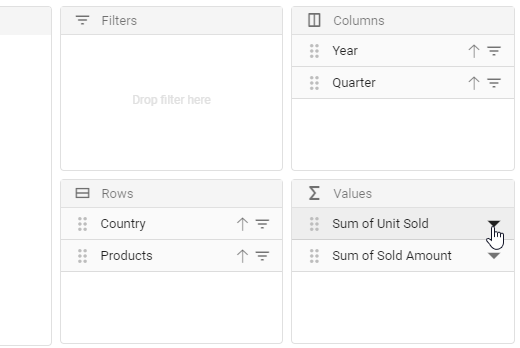 Filters
Drop filter here
Columns
Year
Quarter
Rows
Country
Products
Values
Sum of Unit Sold
Sum of Sold Amount